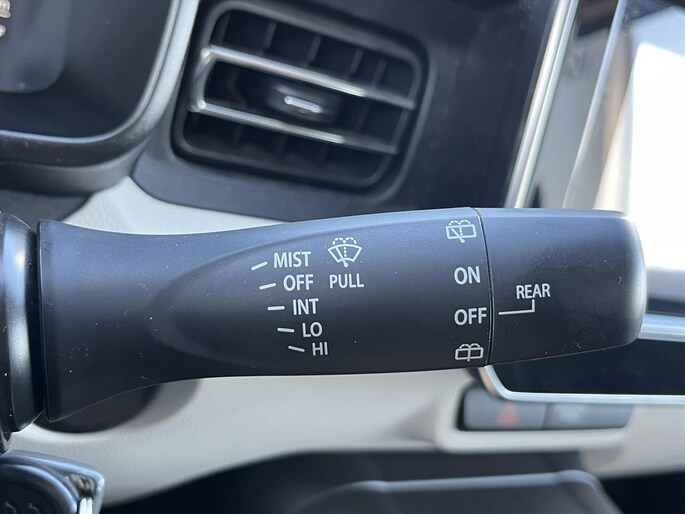 MIST
OFF PULL
INT
LO
HI
ON
OFF
REAR